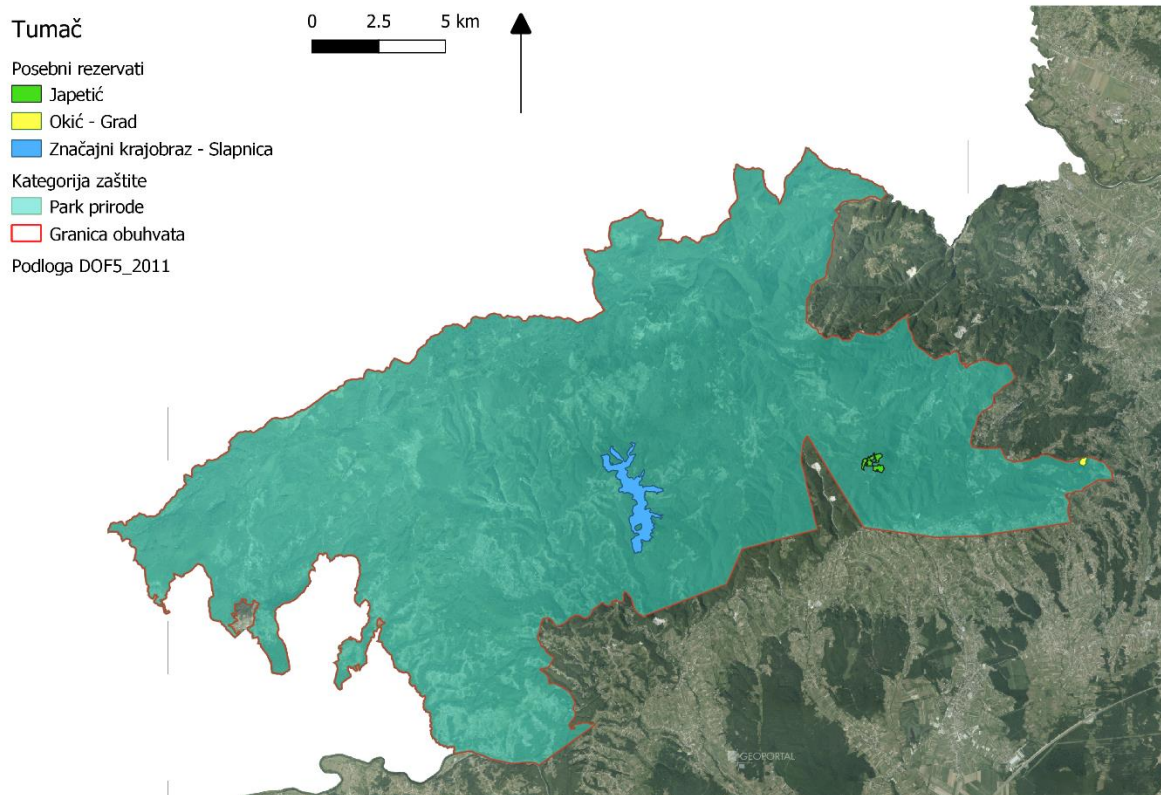 Tumač
0 2.5 5 km
Posebni rezervati
Japetić
Okić - Grad
Značajni krajobraz - Slapnica
Kategorija zaštite
Park prirode
Granica obuhvata
Podloga DOF5_2011
GEOPORTAL